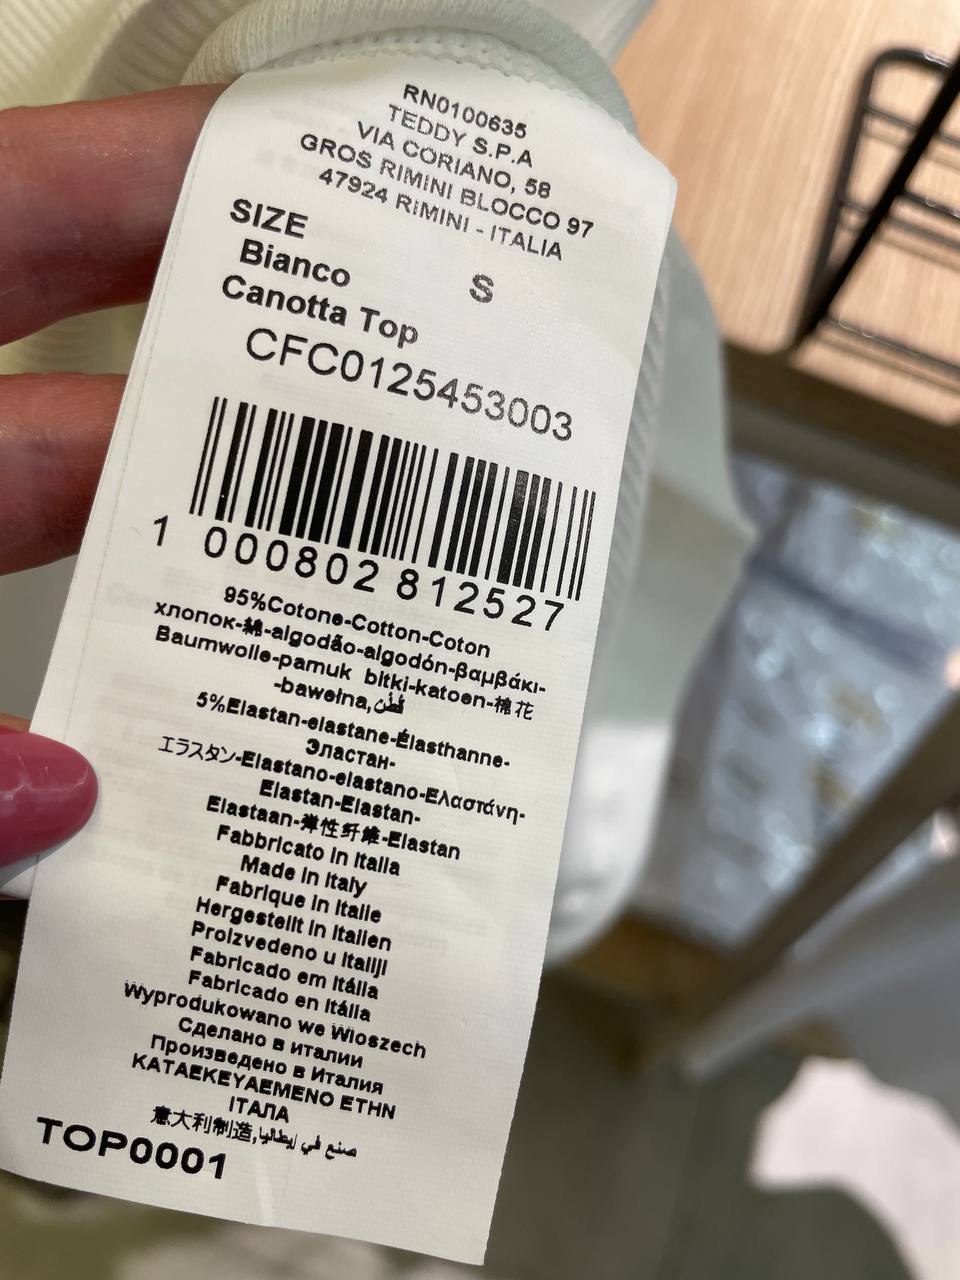 RN0100635
TEDDY S.P.A
VIA CORIANO, 58
GROS RIMINI BLOCCO 97
47924 RIMINI - ITALIA
SIZE
Bianco S
Canotta Top
CFC0125453003
1 000802 812527
95%Cotone-Cotton-Coton
хлопок-綿-algodão-algodón-βαμβάκι-
Baumwolle-pamuk bitki-katoen-棉花
-bawełna,قُطْن
5%Elastan-elastane-Élasthanne-
Эластан-
エラスタン-Elastano-elastano-Ελαστάνη-
Elastan-Elastan-
Elastaan-弹性纤维-Elastan
Fabbricato in Italia
Made in Italy
Fabrique in Italie
Hergestellt in Italien
Proizvedeno u Italiji
Fabricado em Itália
Fabricado en Itália
Wyprodukowano we Wloszech
Сделано в италии
Произведено в Италия
ΚΑΤΑΕΚΕΥΑΕΜΕΝΟ ΕΤΗΝ
ΙΤΑΛΑ
意大利制造,صنع في إيطاليا
TOP0001